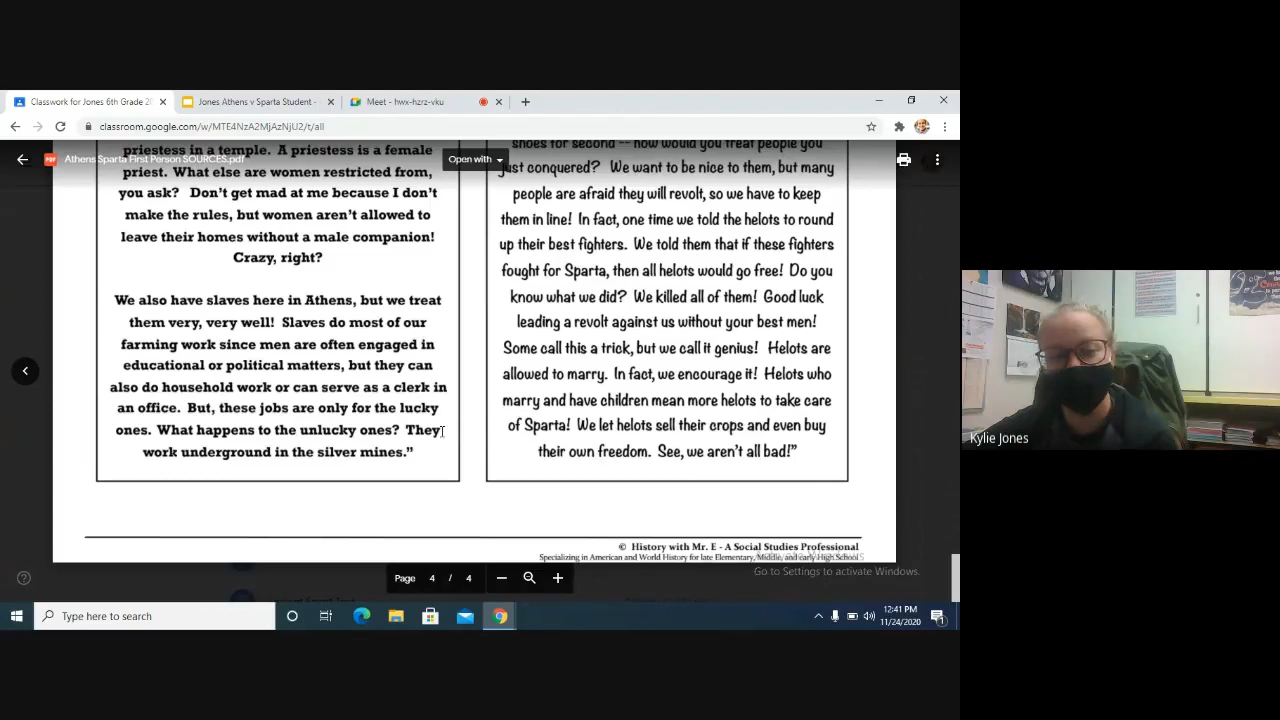 Classwork for Jones 6th Grade 2(
Jones Athens v Sparta Student -
Meet - hwx-hzrz-vku
classroom.google.com/w/MTE4NzA2MjAzNjU2/t/all
Athens Sparta First Person SOURCES.pdf
Open with
priestess in a temple. A priestess is a female
priest. What else are women restricted from,
you ask? Don't get mad at me because I don't
make the rules, but women aren't allowed to
leave their homes without a male companion!
Crazy, right?
We also have slaves here in Athens, but we treat
them very, very well! Slaves do most of our
farming work since men are often engaged in
educational or political matters, but they can
also do household work or can serve as a clerk in
an office. But, these jobs are only for the lucky
ones. What happens to the unlucky ones? They
work underground in the silver mines."
shoes for second -- how would you treat people you
just conquered? We want to be nice to them, but many
people are afraid they will revolt, so we have to keep
them in line! In fact, one time we told the helots to round
up their best fighters. We told them that if these fighters
fought for Sparta, then all helots would go free! Do you
know what we did? We killed all of them! Good luck
leading a revolt against us without your best men!
Some call this a trick, but we call it genius! Helots are
allowed to marry. In fact, we encourage it! Helots who
marry and have children mean more helots to take care
of Sparta! We let helots sell their crops and even buy
their own freedom. See, we aren't all bad!"
© History with Mr. E - A Social Studies Professional
Specializing in American and World History for late Elementary, Middle, and early High School
Go to Settings to activate Windows.
Page 4 / 4
Type here to search
12:41 PM
11/24/2020
1
Kylie Jones